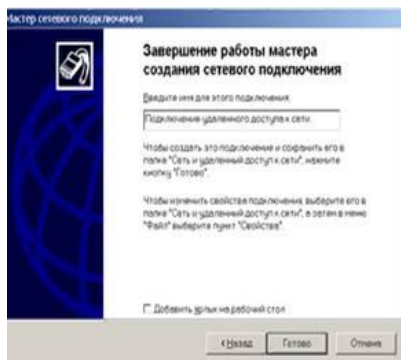 Мастер сетевого подключения
Завершение работы мастера
создания сетевого подключения
Введите имя для этого подключения:
Подключение удаленного доступа к сети
Чтобы создать это подключение и сохранить его в
папке "Сеть и удаленный доступ к сети", нажмите
кнопку "Готово".
Чтобы изменить свойства подключения, выберите его в
папке "Сеть и удаленный доступ к сети", а затем в меню
"Файл" выберите пункт "Свойства".
Добавить ярлык на рабочий стол
< Назад
Готово
Отмена